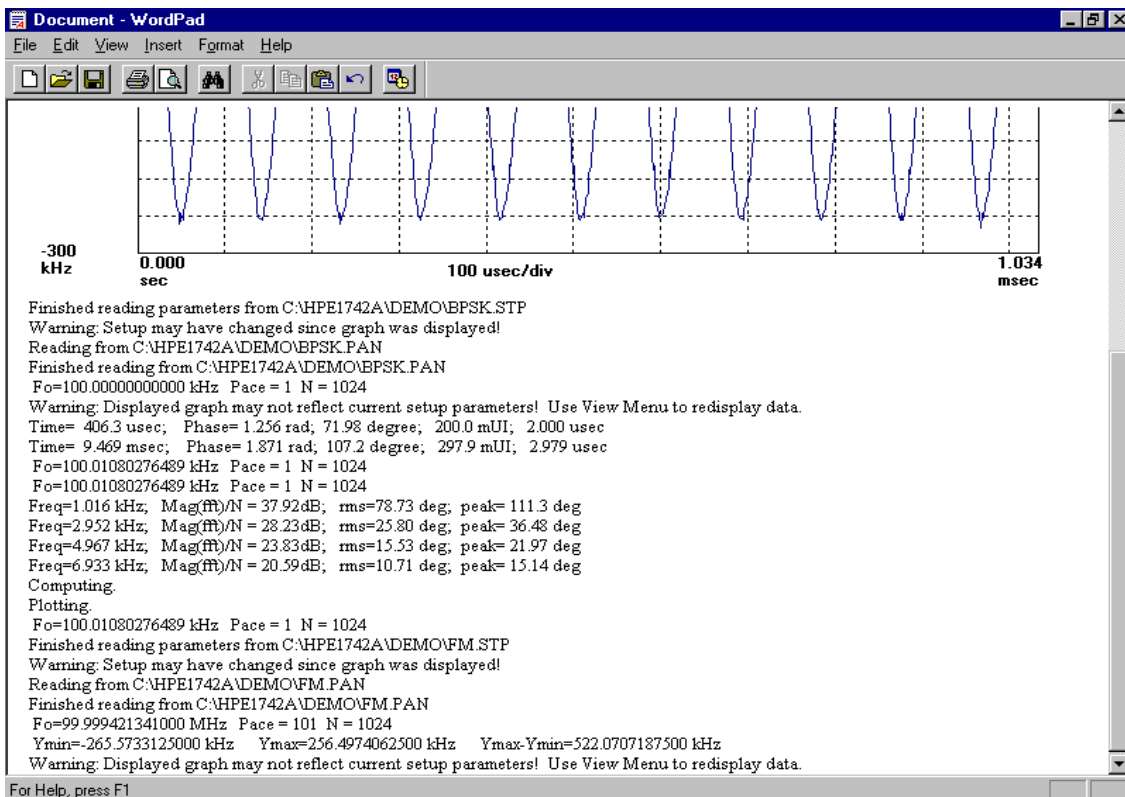 Document - WordPad
File Edit View Insert Format Help
-300
kHz
0.000
sec
100 usec/div
1.034
msec
Finished reading parameters from C:\HPE1742A\DEMO\BPSK.STP
Warning: Setup may have changed since graph was displayed!
Reading from C:\HPE1742A\DEMO\BPSK.PAN
Finished reading from C:\HPE1742A\DEMO\BPSK.PAN
Fo=100.00000000000 kHz Pace = 1 N = 1024
Warning: Displayed graph may not reflect current setup parameters! Use View Menu to redisplay data.
Time= 406.3 usec; Phase= 1.256 rad; 71.98 degree; 200.0 mUI; 2.000 usec
Time= 9.469 msec; Phase= 1.871 rad; 107.2 degree; 297.9 mUI; 2.979 usec
Fo=100.01080276489 kHz Pace = 1 N = 1024
Fo=100.01080276489 kHz Pace = 1 N = 1024
Freq=1.016 kHz; Mag(fft)/N = 37.92dB; rms=78.73 deg; peak= 111.3 deg
Freq=2.952 kHz; Mag(fft)/N = 28.23dB; rms=25.80 deg; peak= 36.48 deg
Freq=4.967 kHz; Mag(fft)/N = 23.83dB; rms=15.53 deg; peak= 21.97 deg
Freq=6.933 kHz; Mag(fft)/N = 20.59dB; rms=10.71 deg; peak= 15.14 deg
Computing.
Plotting.
Fo=100.01080276489 kHz Pace = 1 N = 1024
Finished reading parameters from C:\HPE1742A\DEMO\FM.STP
Warning: Setup may have changed since graph was displayed!
Reading from C:\HPE1742A\DEMO\FM.PAN
Finished reading from C:\HPE1742A\DEMO\FM.PAN
Fo=99.999421341000 MHz Pace = 101 N = 1024
Ymin=-265.5733125000 kHz Ymax=256.4974062500 kHz Ymax-Ymin=522.0707187500 kHz
Warning: Displayed graph may not reflect current setup parameters! Use View Menu to redisplay data.
For Help, press F1